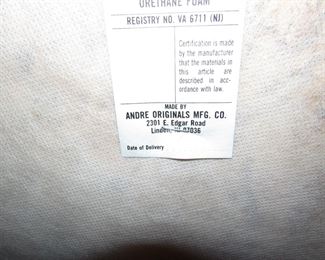 URETHANE FOAM
REGISTRY NO. VA 6711 (NJ)
Certification is made
by the manufacturer
that the materials in
this article are
described in acc-
ordance with law.
MADE BY
ANDRE ORIGINALS MFG. CO.
2301 E. Edgar Road
Linden, NJ 07036
Date of Delivery